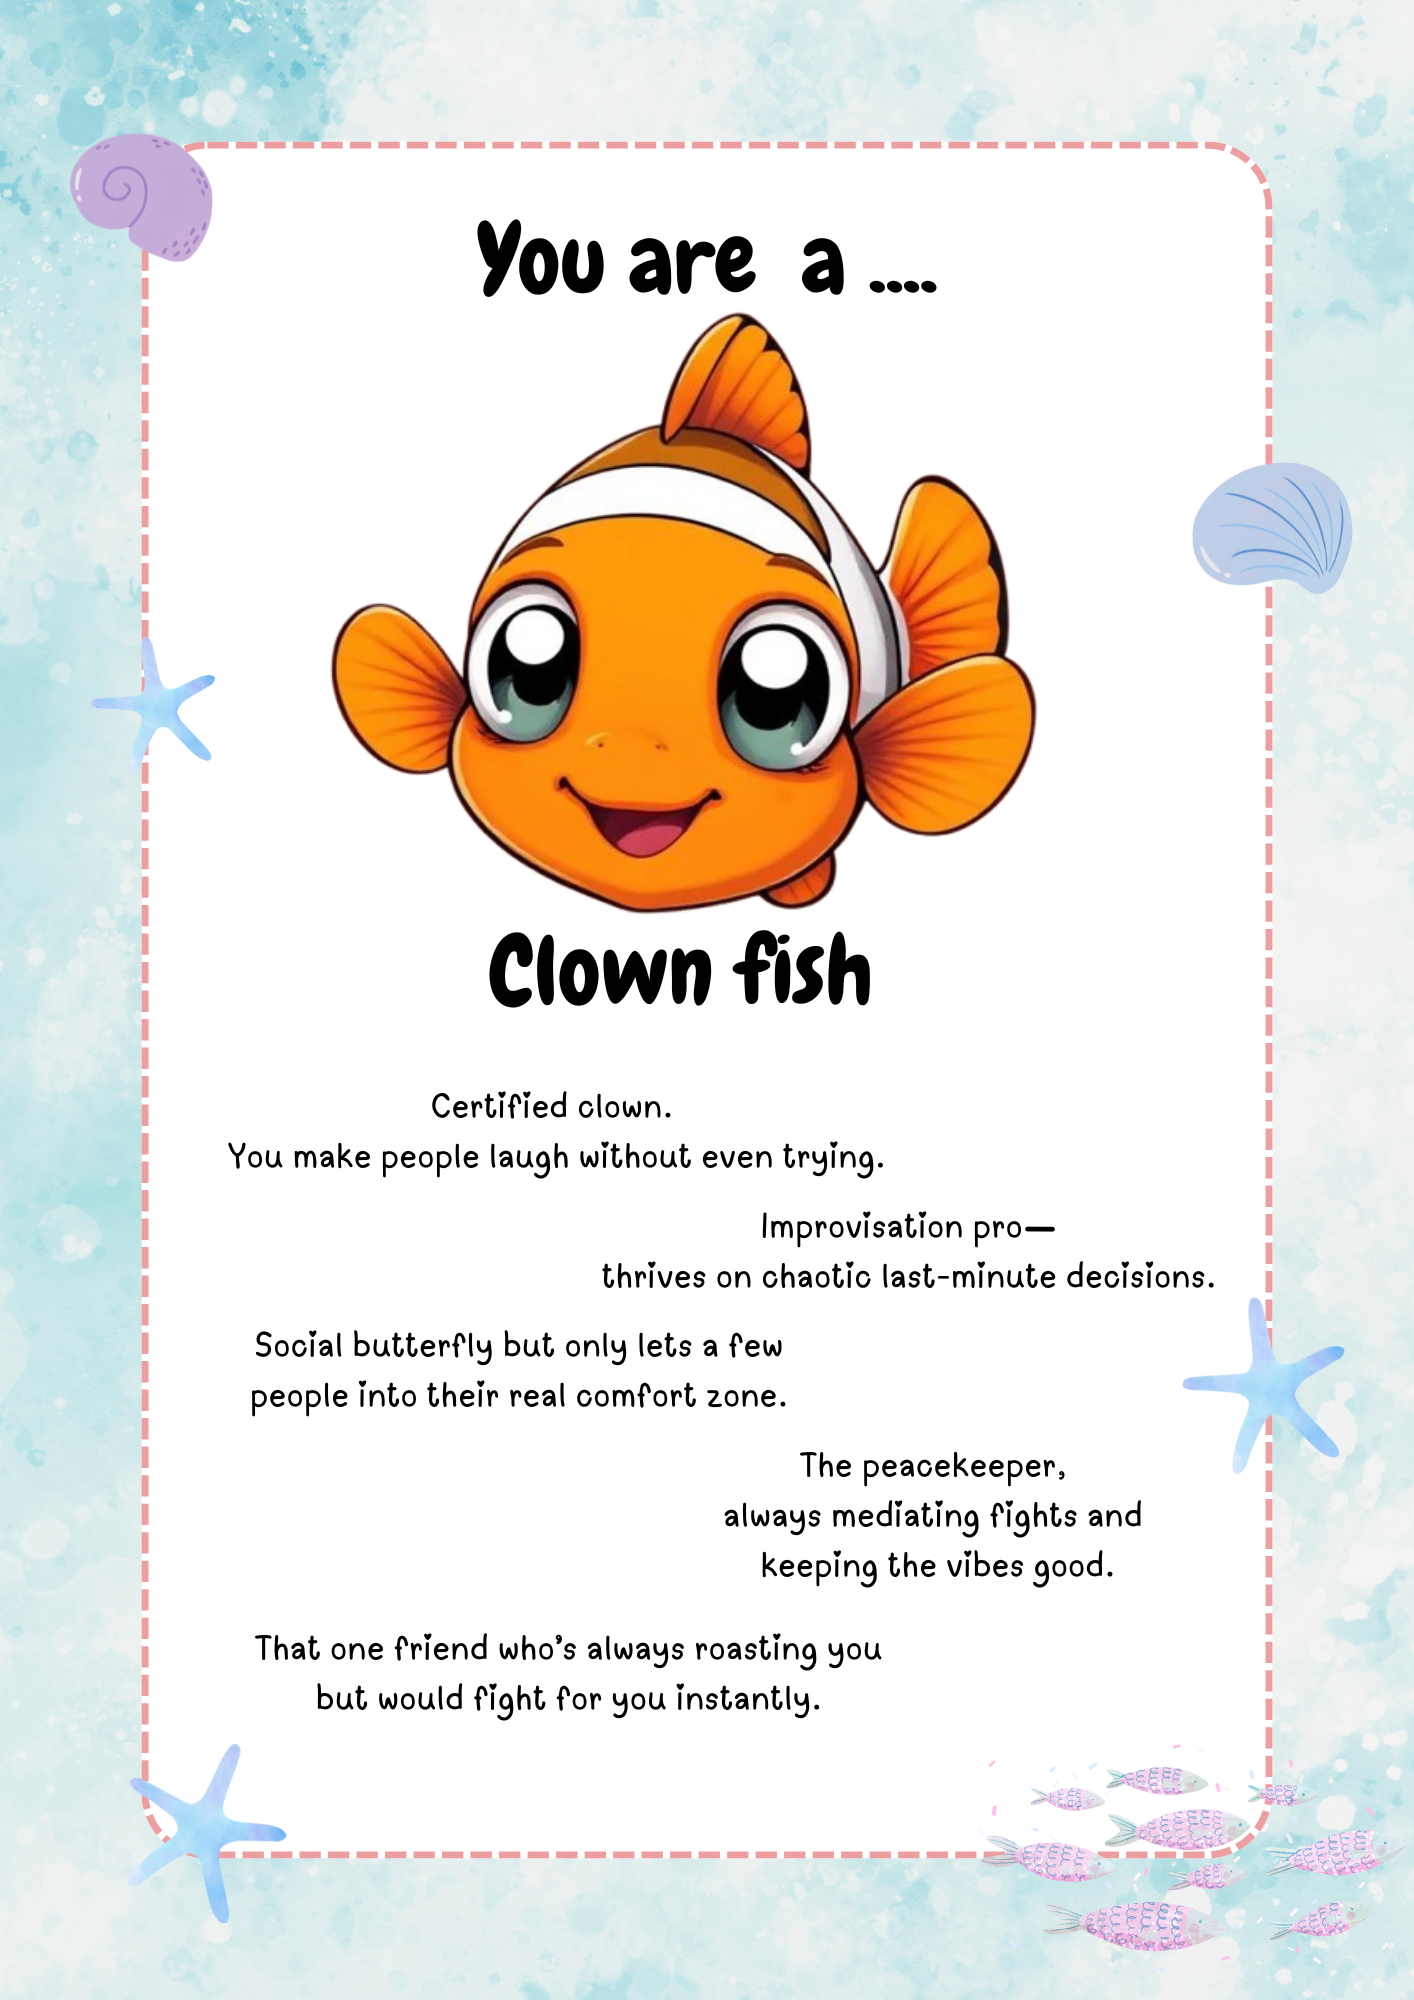 You are a ....
Clown fish
Certified clown.
You make people laugh without even trying.
Improvisation pro—
thrives on chaotic last-minute decisions.
Social butterfly but only lets a few
people into their real comfort zone.
The peacekeeper,
always mediating fights and
keeping the vibes good.
That one friend who’s always roasting you
but would fight for you instantly.